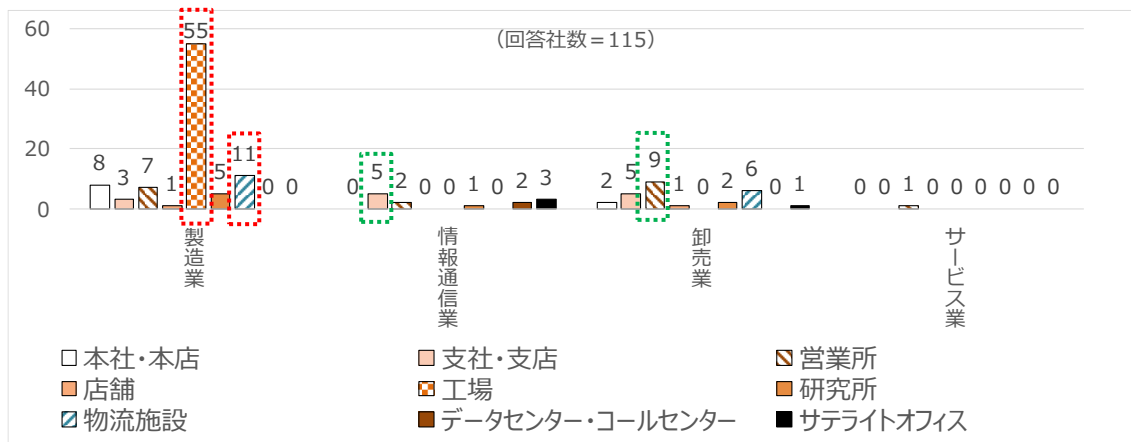 60
(回答社数=115)
40
20
0
8 3 7 1 55 5 11 0 0
0 5 2 0 0 1 0 2 3
2 5 9 1 0 2 6 0 1
0 0 1 0 0 0 0 0 0
製造業
情報通信業
卸売業
サービス業
本社・本店 支社・支店 営業所
店舗 工場 研究所
物流施設 データセンター・コールセンター サテライトオフィス